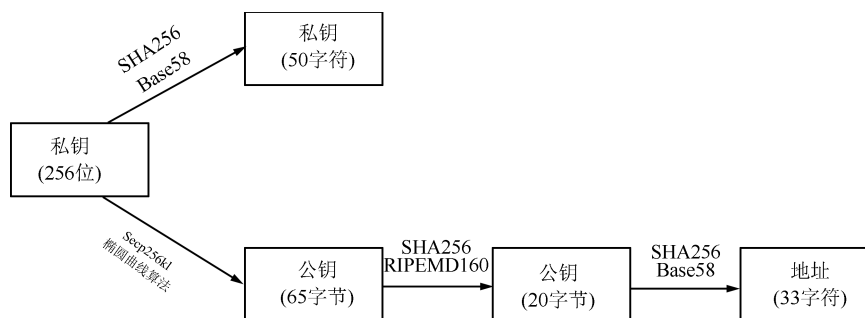 SHA256
Base58
私钥
(50字符)
私钥
(256位)
Secp256kl
椭圆曲线算法
公钥
(65字节)
SHA256
RIPEMD160
公钥
(20字节)
SHA256
Base58
地址
(33字符)